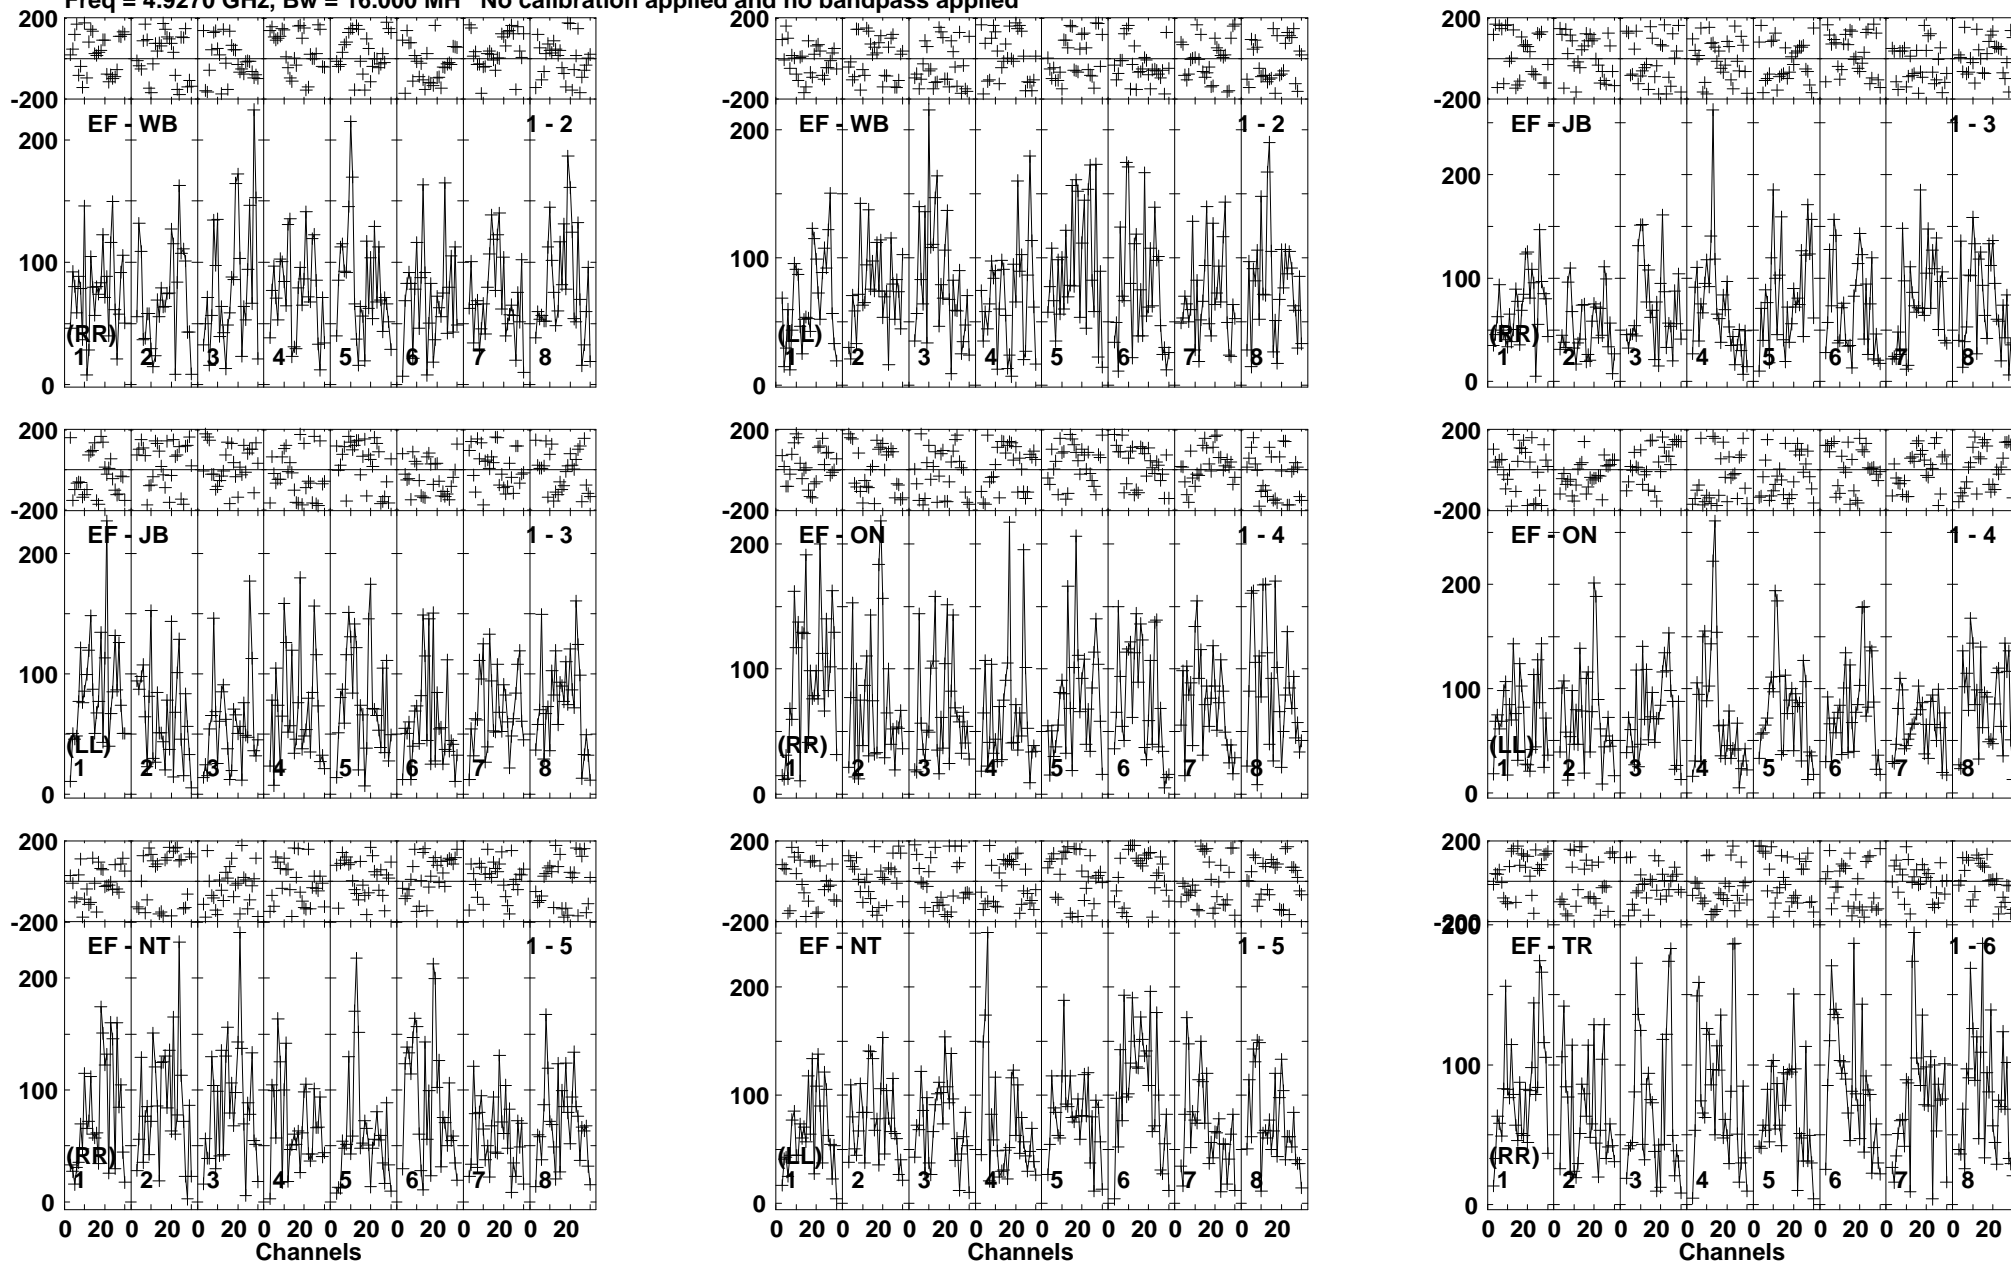 Freq = 4.9270 GHz, Bw = 16.000 MH No calibration applied and no bandpass applied
200 200 200
-200 -200 -200
EF - WB 1 - 2 EF - WB 1 - 2 EF - JB 1 - 3
200 200 200
100 100 100
(RR) (LL) (RR)
1 2 3 4 5 6 7 8 1 2 3 4 5 6 7 8 1 2 3 4 5 6 7 8
0 0 0
200 200 200
-200 -200 -200
EF - JB 1 - 3 EF - ON 1 - 4 EF - ON 1 - 4
200 200 200
100 100 100
(LL) (RR) (LL)
1 2 3 4 5 6 7 8 1 2 3 4 5 6 7 8 1 2 3 4 5 6 7 8
0 0 0
200 200 200
-200 -200 -200
200
EF - NT 1 - 5 EF - NT 1 - 5 EF - TR 1 - 6
200 200
100 100 100
(RR) (LL) (RR)
1 2 3 4 5 6 7 8 1 2 3 4 5 6 7 8 1 2 3 4 5 6 7 8
0 0 0
0 20 0 20 0 20 0 20 0 20 0 20 0 20 0 20 0 20 0 20 0 20 0 20 0 20 0 20 0 20 0 20 0 20 0 20 0 20 0 20 0 20 0 20 0 20 0 20
Channels Channels Channels